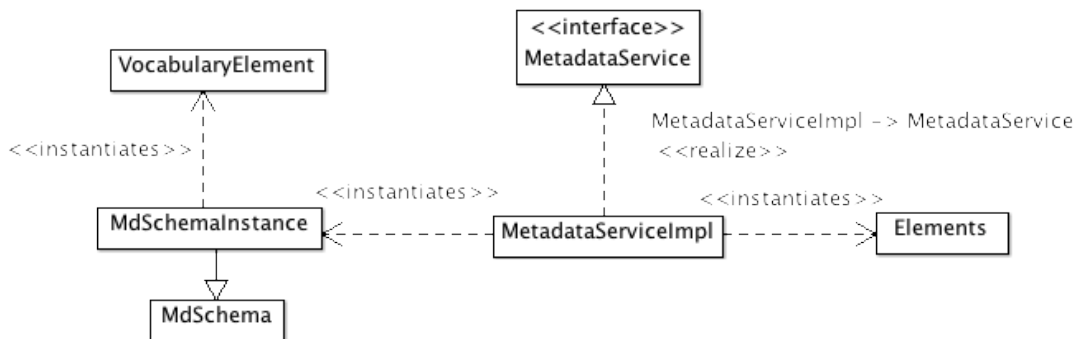 <<interface>>
MetadataService
VocabularyElement
MetadataServiceImpl -> MetadataService
<<realize>>
<<instantiates>>
<<instantiates>>
<<instantiates>>
MdSchemaInstance
MetadataServiceImpl
Elements
MdSchema